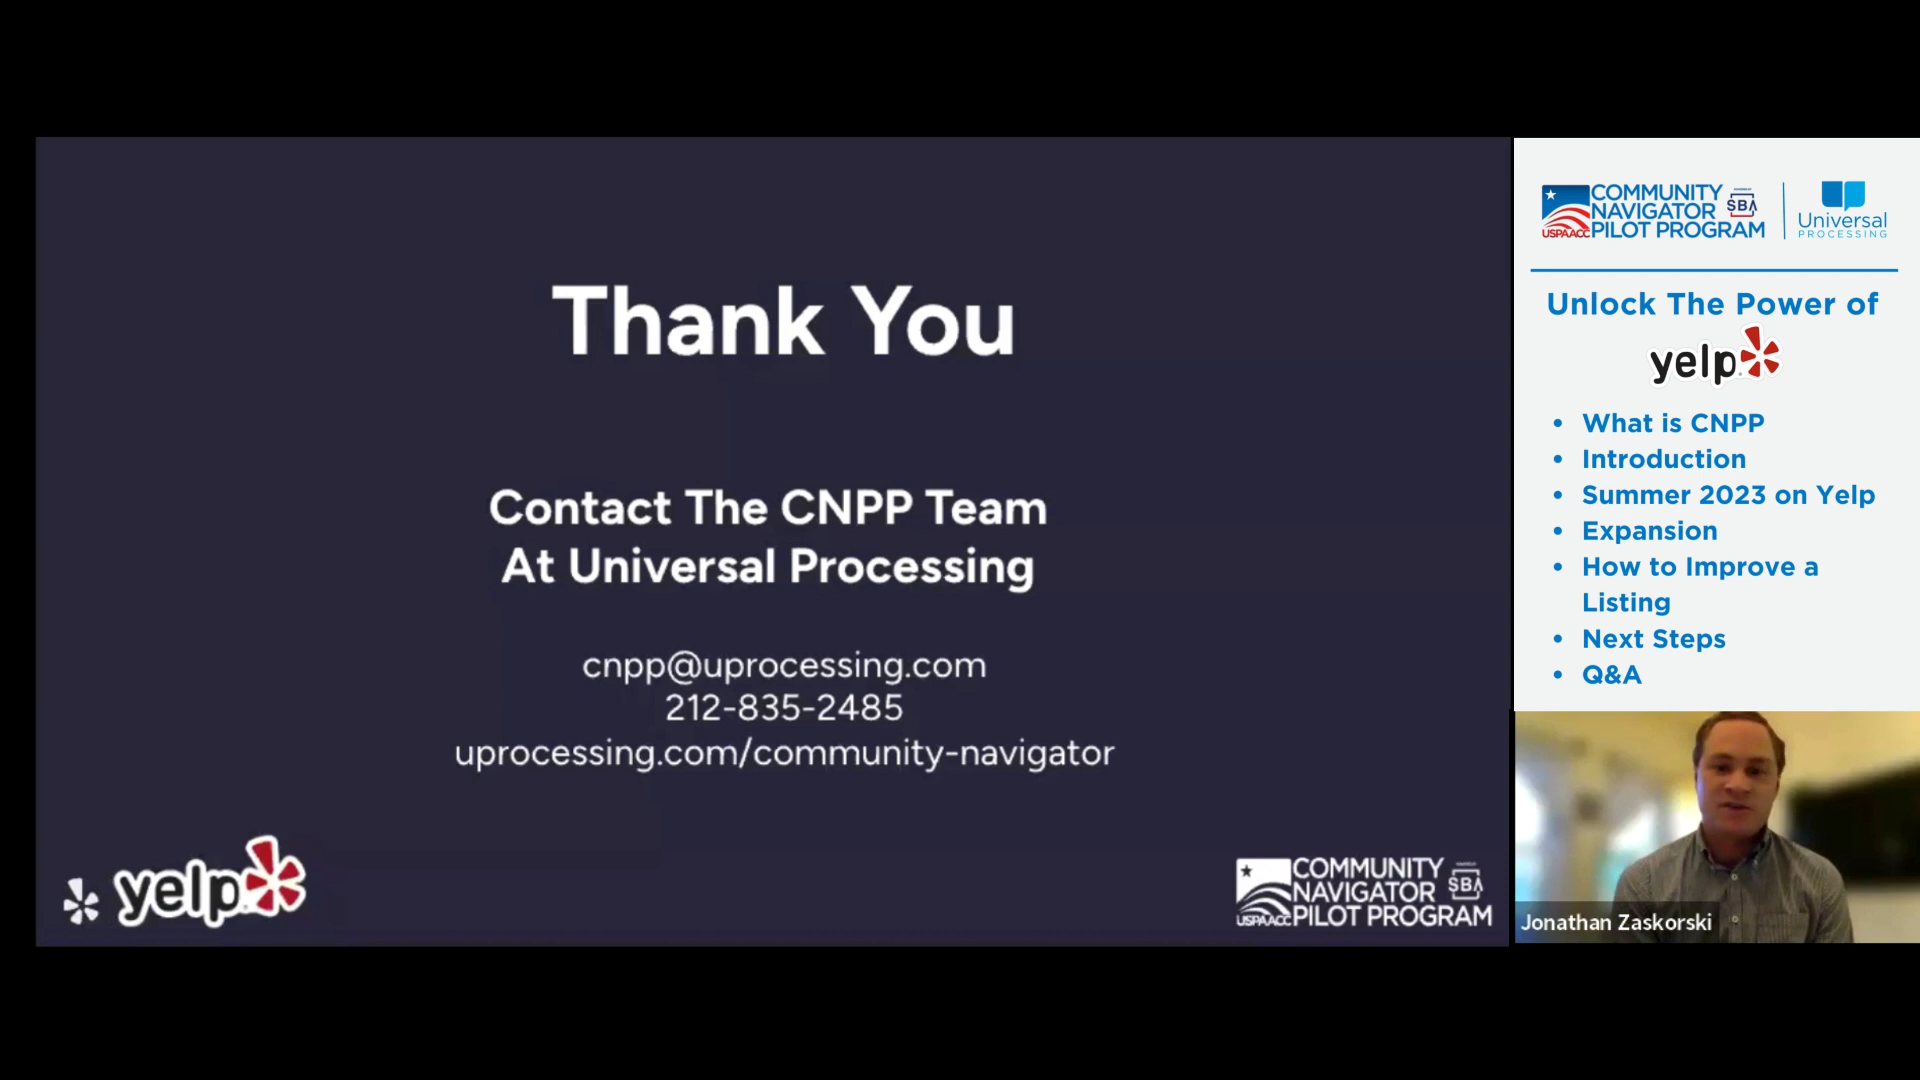 Thank You
Contact The CNPP Team
At Universal Processing
cnpp@uprocessing.com
212-835-2485
uprocessing.com/community-navigator
yelp
COMMUNITY
NAVIGATOR
PILOT PROGRAM
USPAACC
SBA
COMMUNITY
NAVIGATOR
PILOT PROGRAM
USPAACC
SBA
Universal
PROCESSING
Unlock The Power of
yelp
• What is CNPP
• Introduction
• Summer 2023 on Yelp
• Expansion
• How to Improve a
Listing
• Next Steps
• Q&A
Jonathan Zaskorski